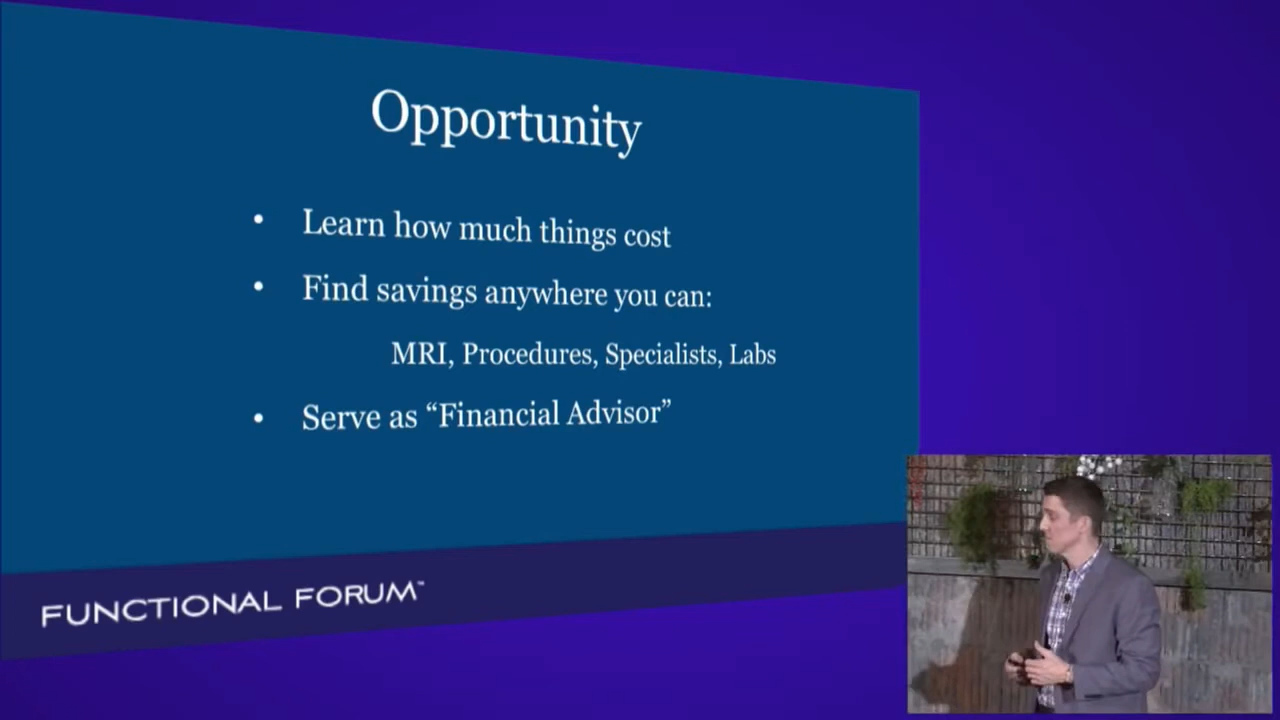 Opportunity
• Learn how much things cost
• Find savings anywhere you can:
MRI, Procedures, Specialists, Labs
• Serve as “Financial Advisor”
FUNCTIONAL FORUM™